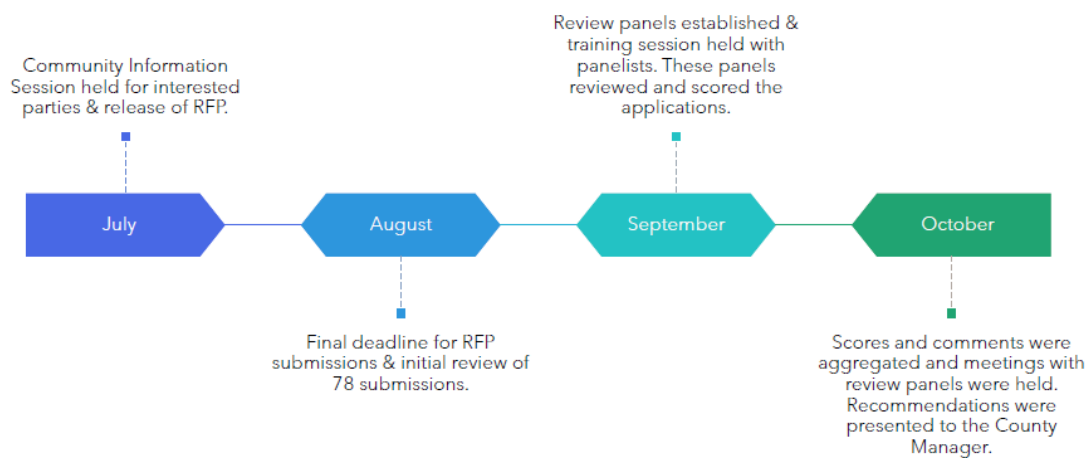 Community Information
Session held for interested
parties & release of RFP.
Review panels established &
training session held with
panelists. These panels
reviewed and scored the
applications.
July
August
September
October
Final deadline for RFP
submissions & initial review of
78 submissions.
Scores and comments were
aggregated and meetings with
review panels were held.
Recommendations were
presented to the County
Manager.